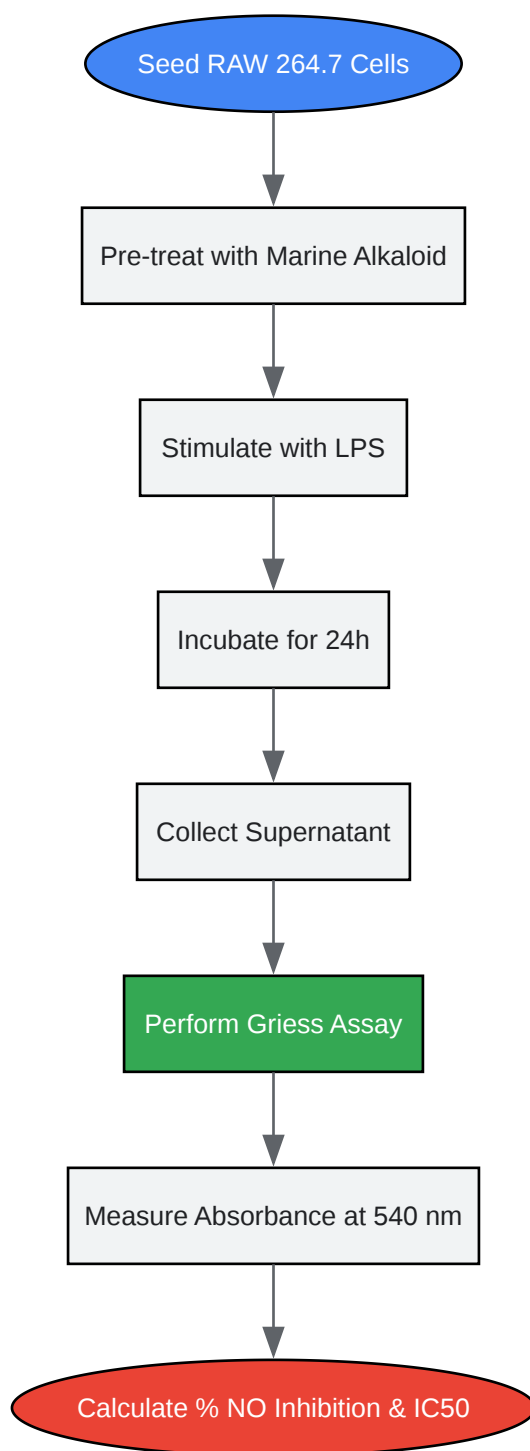 Seed RAW 264.7 Cells
Pre-treat with Marine Alkaloid
Stimulate with LPS
Incubate for 24h
Collect Supernatant
Perform Griess Assay
Measure Absorbance at 540 nm
Calculate % NO Inhibition & IC50